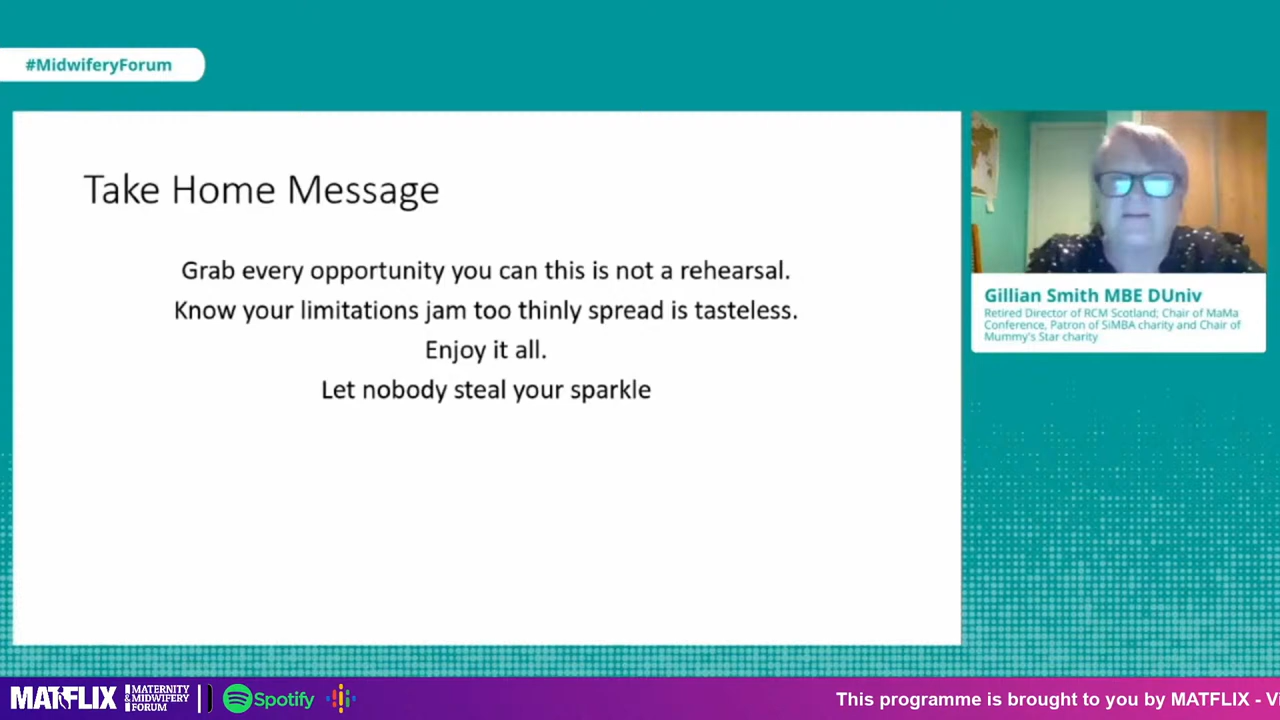 #MidwiferyForum
Take Home Message
Grab every opportunity you can this is not a rehearsal.
Know your limitations jam too thinly spread is tasteless.
Enjoy it all.
Let nobody steal your sparkle
Gillian Smith MBE DUniv
Retired Director of RCM Scotland; Chair of MaMa
Conference, Patron of SiMBA charity and Chair of
Mummy's Star charity
MATFLIX
MATERNITY
&MIDWIFERY
FORUM
Spotify
This programme is brought to you by MATFLIX - Vi